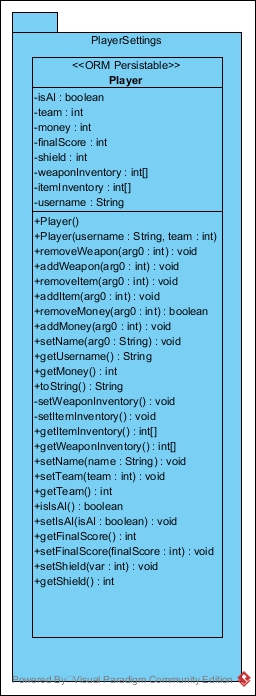 PlayerSettings
<<ORM Persistable>>
Player
-isAI : boolean
-team : int
-money : int
-finalScore : int
-shield : int
-weaponInventory : int[]
-itemInventory : int[]
-username : String
+Player()
+Player(username : String, team : int)
+removeWeapon(arg0 : int) : void
+addWeapon(arg0 : int) : void
+removeItem(arg0 : int) : void
+addItem(arg0 : int) : void
+removeMoney(arg0 : int) : boolean
+addMoney(arg0 : int) : void
+setName(arg0 : String) : void
+getUsername() : String
+getMoney() : int
+toString() : String
-setWeaponInventory() : void
-setItemInventory() : void
+getItemInventory() : int[]
+getWeaponInventory() : int[]
+setName(name : String) : void
+setTeam(team : int) : void
+getTeam() : int
+isIsAI() : boolean
+setIsAI(isAI : boolean) : void
+getFinalScore() : int
+setFinalScore(finalScore : int) : void
+setShield(var : int) : void
+getShield() : int
Powered By Visual Paradigm Community Edition